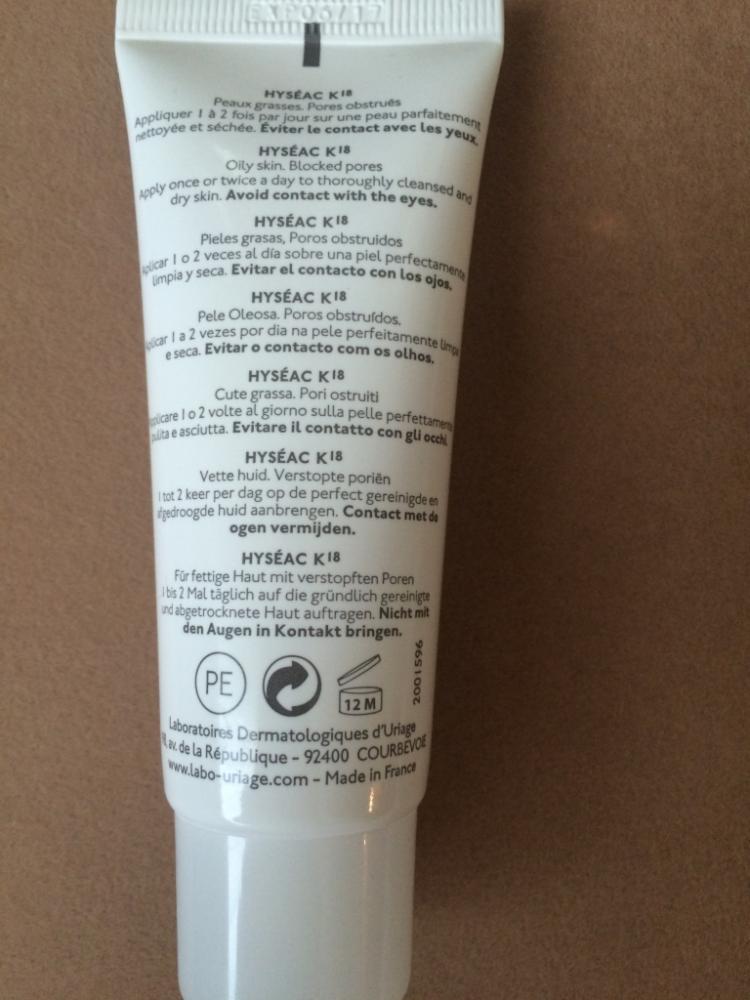 EXP 06/17
HYSÉAC K18
Peaux grasses. Pores obstrués
Appliquer 1 à 2 fois par jour sur une peau parfaitement
nettoyée et séchée. Éviter le contact avec les yeux.
HYSÉAC K18
Oily skin. Blocked pores
Apply once or twice a day to thoroughly cleansed and
dry skin. Avoid contact with the eyes.
HYSÉAC K18
Pieles grasas, Poros obstruidos
Aplicar 1 o 2 veces al día sobre una piel perfectamente
limpia y seca. Evitar el contacto con los ojos.
HYSÉAC K18
Pele Oleosa. Poros obstruídos.
Aplicar 1 a 2 vezes por dia na pele perfeitamente limpa
e seca. Evitar o contacto com os olhos.
HYSÉAC K18
Cute grassa. Pori ostruiti
Applicare 1 o 2 volte al giorno sulla pelle perfettamente
pulita e asciutta. Evitare il contatto con gli occhi.
HYSÉAC K18
Vette huid. Verstopte poriën
1 tot 2 keer per dag op de perfect gereinigde en
afgedroogde huid aanbrengen. Contact met de
ogen vermijden.
HYSÉAC K18
Für fettige Haut mit verstopften Poren
1 bis 2 Mal täglich auf die gründlich gereinigte
und abgetrocknete Haut auftragen. Nicht mit
den Augen in Kontakt bringen.
PE
12 M
2001596
Laboratoires Dermatologiques d'Uriage
av. de la République - 92400 COURBEVOIE
www.labo-uriage.com - Made in France